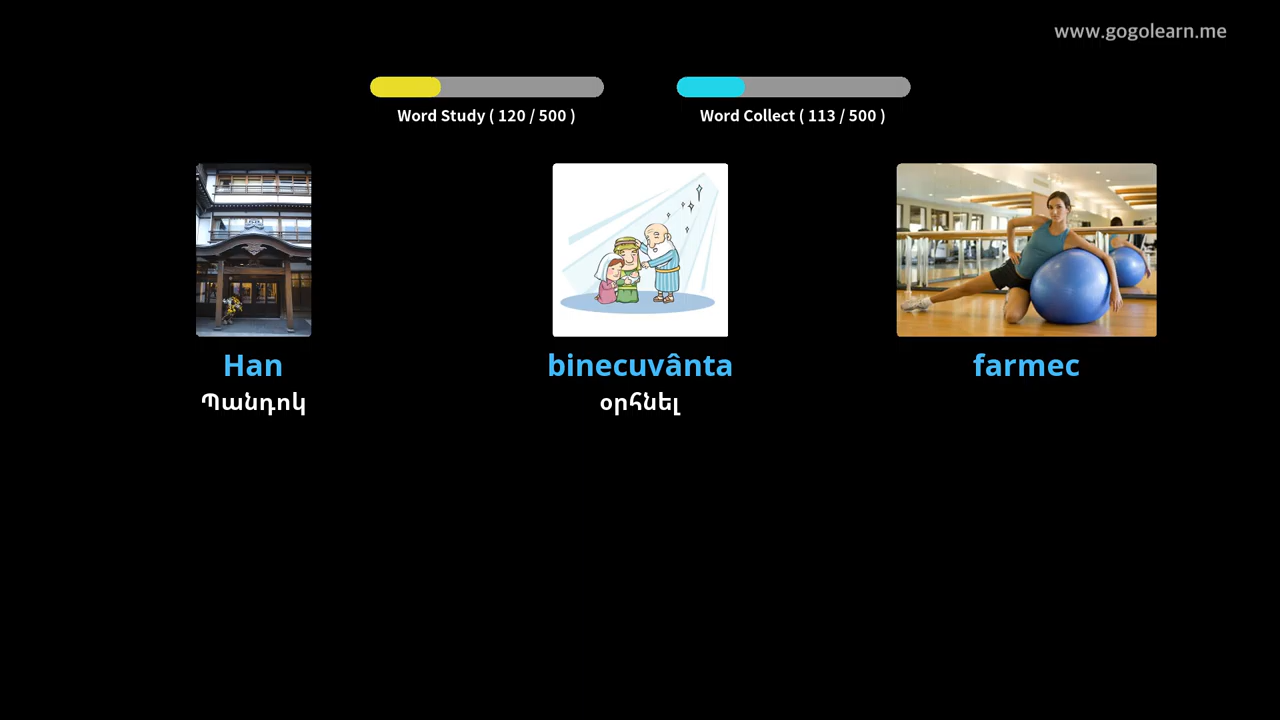 www.gogolearn.me
Word Study ( 120 / 500 )
Word Collect ( 113 / 500 )
Han
binecuvânta
farmec
Պանդոկ
օրհնել